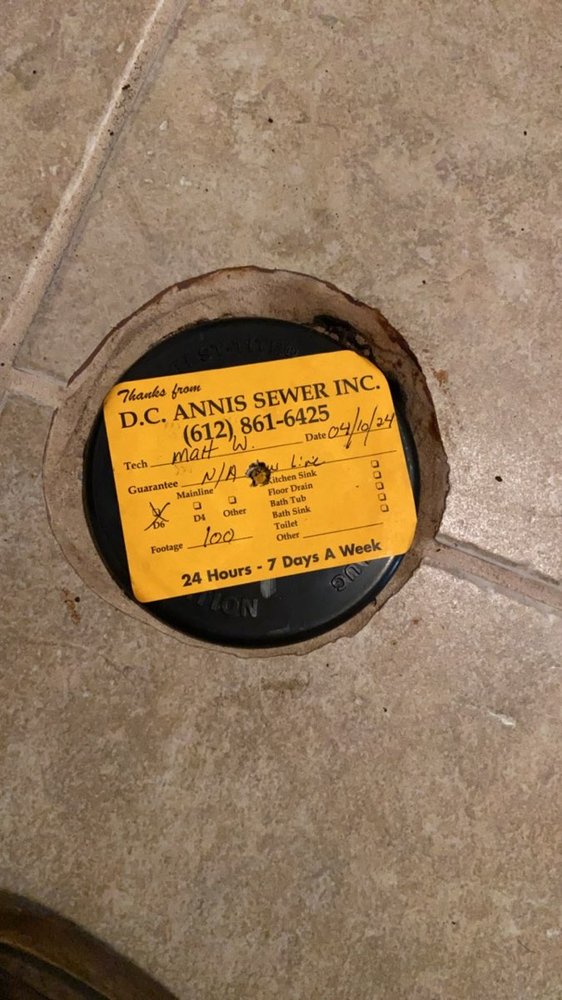 Thanks from
D.C. ANNIS SEWER INC.
(612) 861-6425
Tech Matt W. Date 04/10/24
Guarantee N/A Line
Mainline
D6 D4 Other
Footage 100
Kitchen Sink
Floor Drain
Bath Tub
Bath Sink
Toilet
Other
24 Hours - 7 Days A Week